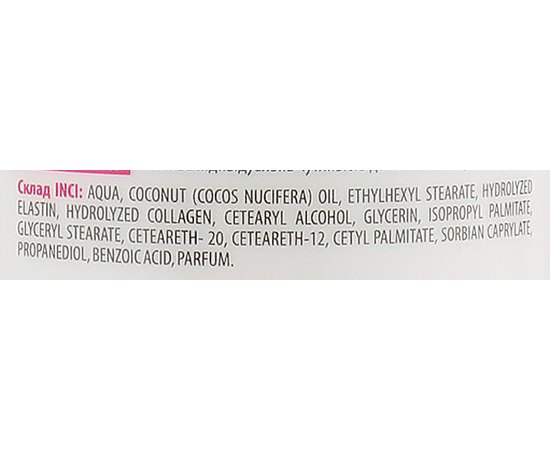 Склад INCI: AQUA, COCONUT (COCOS NUCIFERA) OIL, ETHYLHEXYL STEARATE, HYDROLYZED
ELASTIN, HYDROLYZED COLLAGEN, CETEARYL ALCOHOL, GLYCERIN, ISOPROPYL PALMITATE,
GLYCERYL STEARATE, CETEARETH- 20, CETEARETH-12, CETYL PALMITATE, SORBIAN CAPRYLATE,
PROPANEDIOL, BENZOIC ACID, PARFUM.